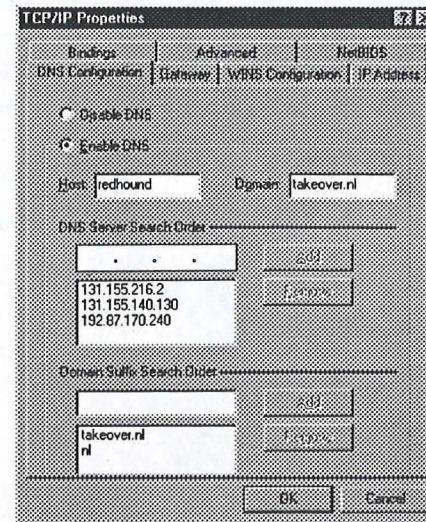 TCP/IP Properties
Bindings Advanced NetBIOS
DNS Configuration Gateway WINS Configuration IP Address
Disable DNS
Enable DNS
Host: redhound Domain: takeover.nl
DNS Server Search Order
. . . Add
131.155.216.2 Remove
131.155.140.130
192.87.170.240
Domain Suffix Search Order
Add
takeover.nl Remove
nl
OK Cancel